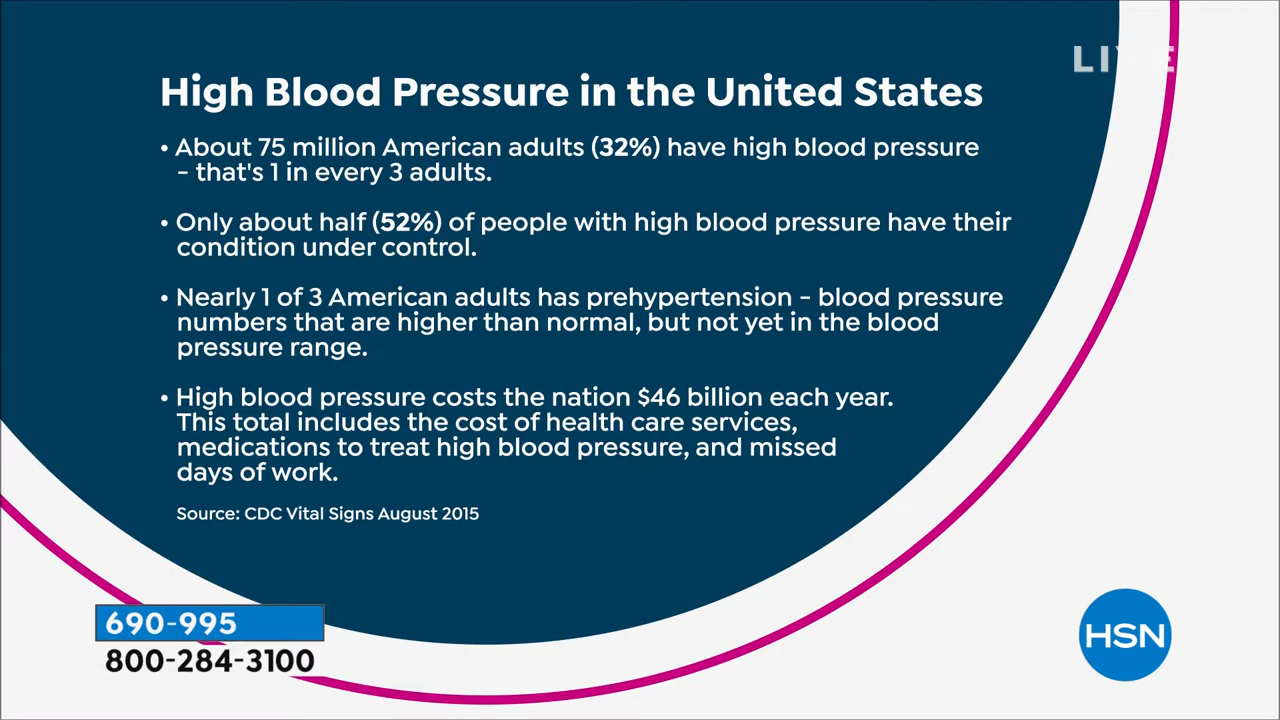 LIVE
High Blood Pressure in the United States
• About 75 million American adults (32%) have high blood pressure
- that's 1 in every 3 adults.
• Only about half (52%) of people with high blood pressure have their
condition under control.
• Nearly 1 of 3 American adults has prehypertension - blood pressure
numbers that are higher than normal, but not yet in the blood
pressure range.
• High blood pressure costs the nation $46 billion each year.
This total includes the cost of health care services,
medications to treat high blood pressure, and missed
days of work.
Source: CDC Vital Signs August 2015
690-995
800-284-3100
HSN